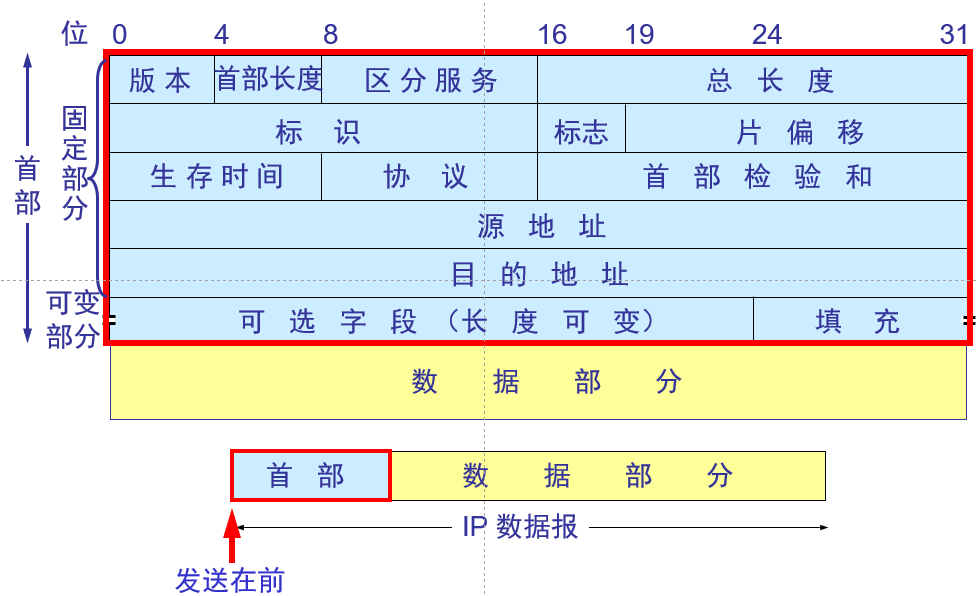 位 0 4 8 16 19 24 31
版本 首部长度 区分服务 总长度
标识 标志 片偏移
生存时间 协议 首部检验和
源地址
目的地址
可选字段（长度可变） 填充
首部
固定部分
可变部分
数据部分
首部 数据部分
IP 数据报
发送在前